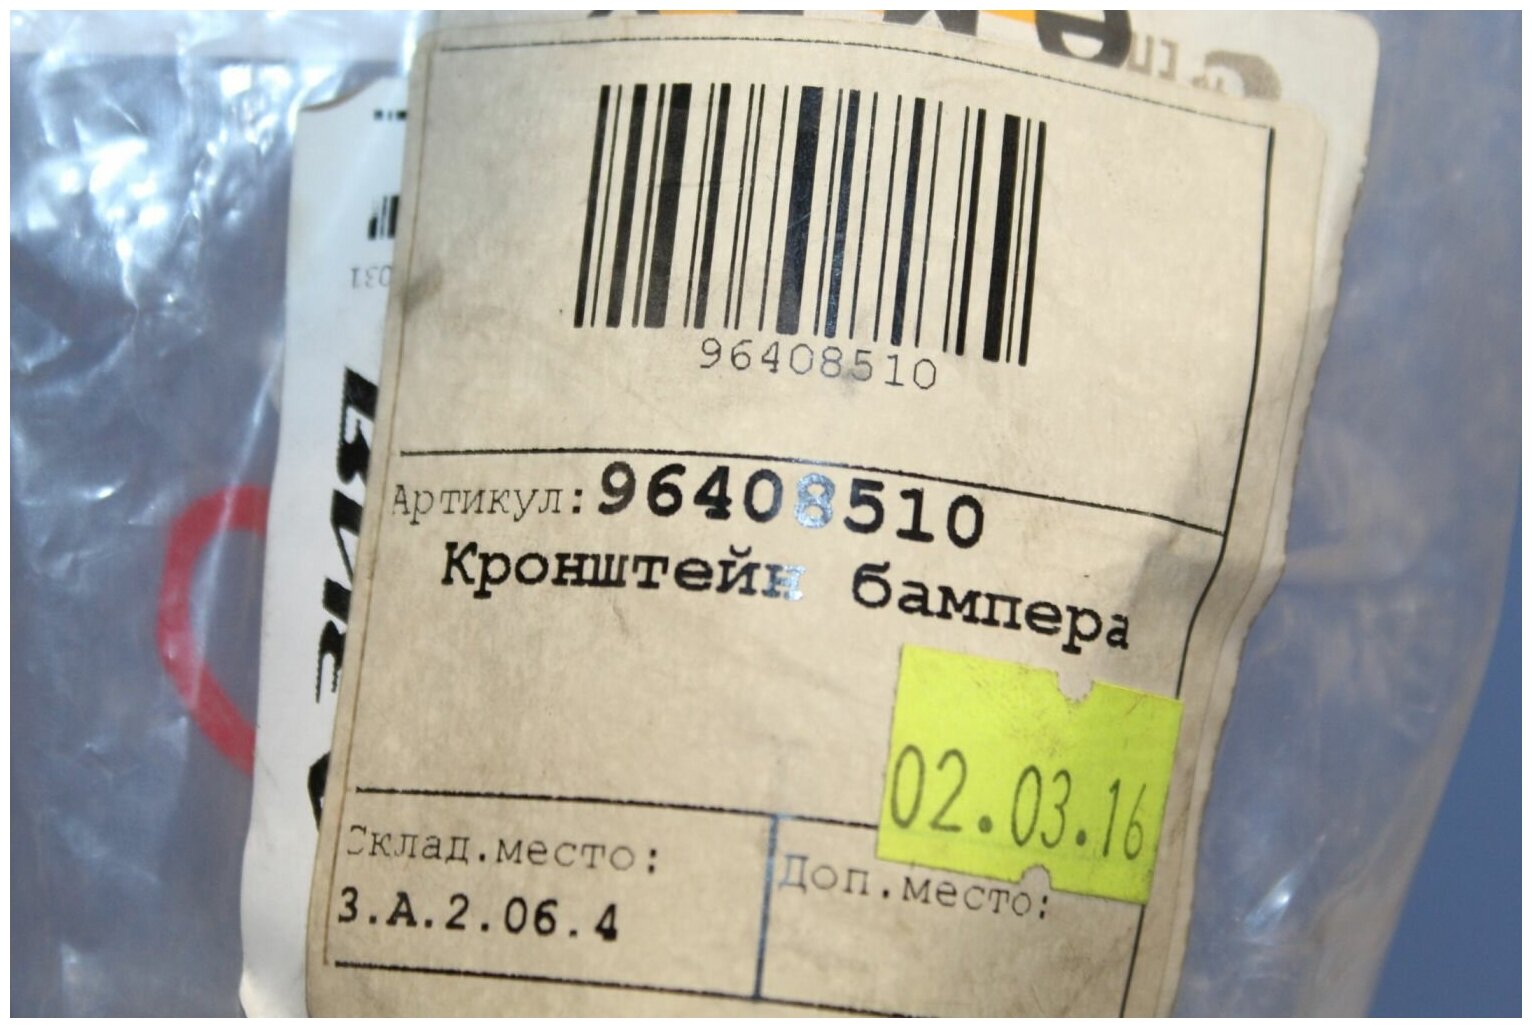 96408510
Артикул:96408510
Кронштейн бампера
02.03.16
Склад.место:
3.А.2.06.4
Доп.место: